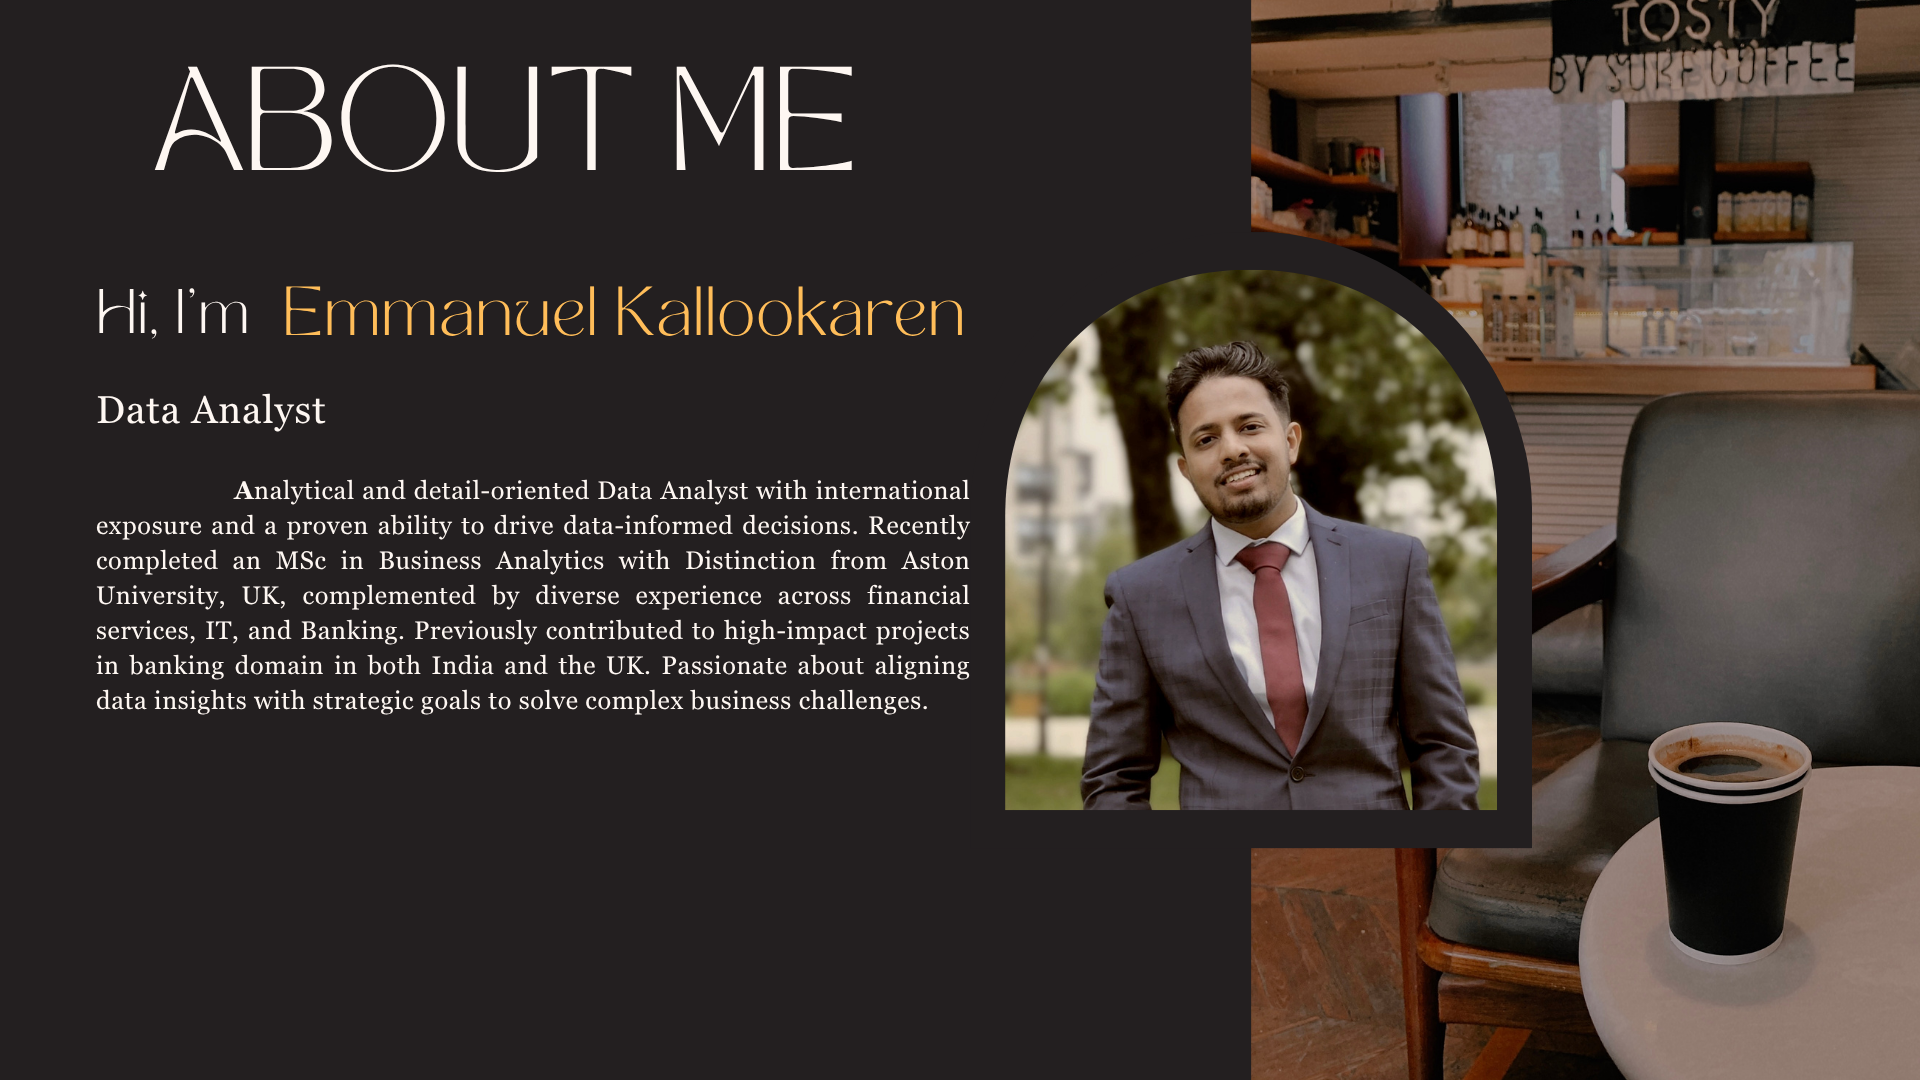 ABOUT ME
Hi, I'm Emmanuel Kallookaren
Data Analyst
Analytical and detail-oriented Data Analyst with international
exposure and a proven ability to drive data-informed decisions. Recently
completed an MSc in Business Analytics with Distinction from Aston
University, UK, complemented by diverse experience across financial
services, IT, and Banking. Previously contributed to high-impact projects
in banking domain in both India and the UK. Passionate about aligning
data insights with strategic goals to solve complex business challenges.
TOSTY
BY SURF COFFEE